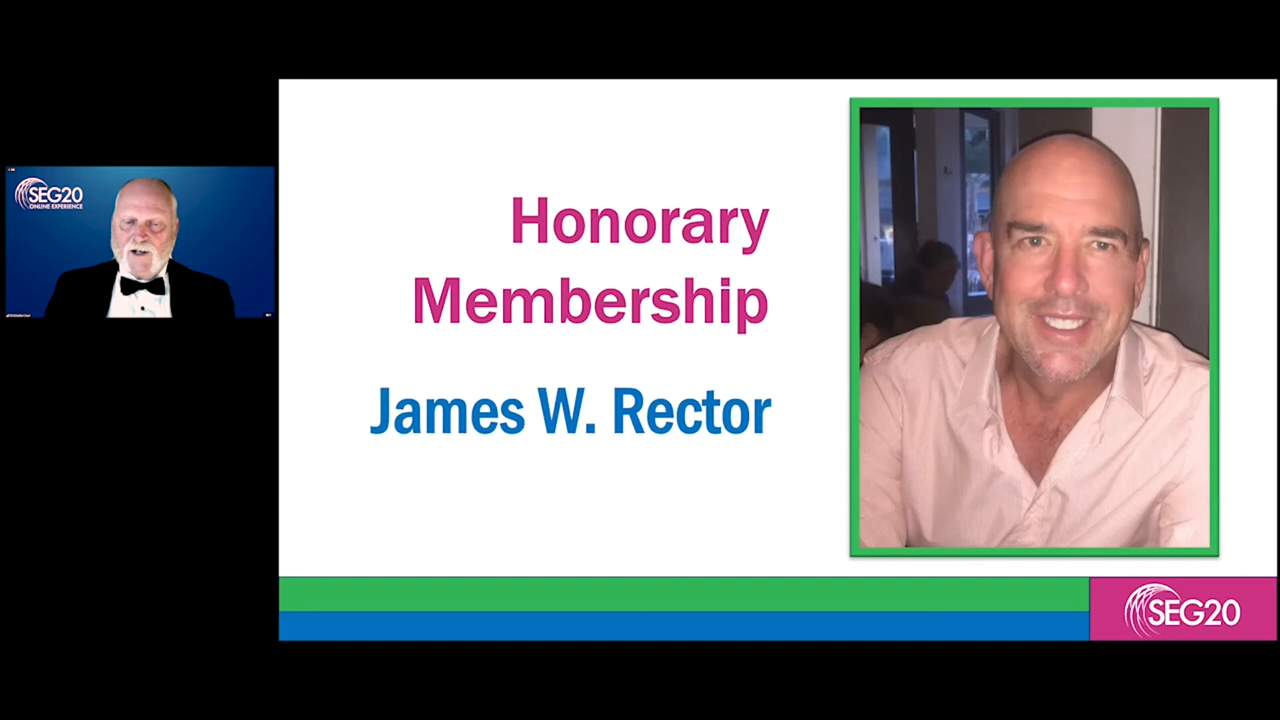 SEG20
ONLINE EXPERIENCE
Honorary
Membership
James W. Rector
SEG20